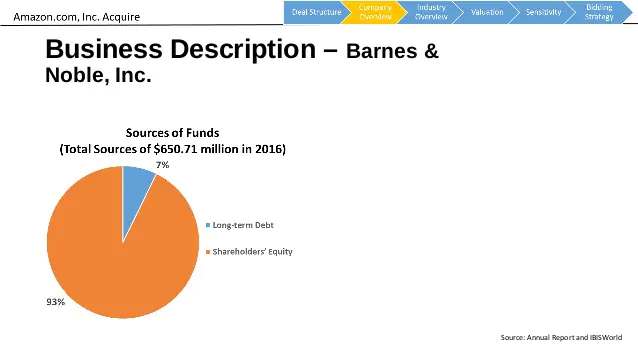 Amazon.com, Inc. Acquire
Deal Structure
Company
Overview
Industry
Overview
Valuation
Sensitivity
Bidding
Strategy
Business Description – Barnes &
Noble, Inc.
Sources of Funds
(Total Sources of $650.71 million in 2016)
7%
Long-term Debt
Shareholders' Equity
93%
Source: Annual Report and IBISWorld